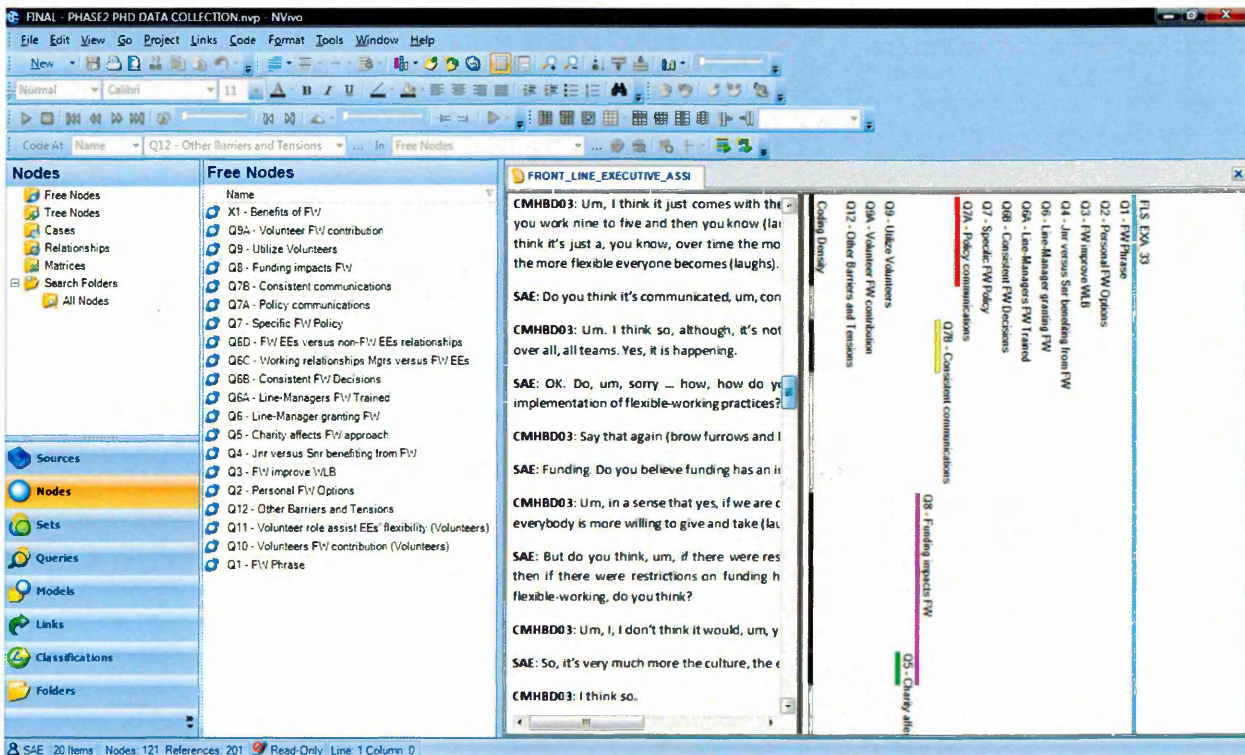 FINAL - PHASE2 PHD DATA COLLECTION.nvp - NVivo
File Edit View Go Project Links Code Format Tools Window Help
New
Normal Calibri 11 A B I U
Code At Name Q12 - Other Barriers and Tensions ... In Free Nodes ...
Nodes
Free Nodes
Tree Nodes
Cases
Relationships
Matrices
Search Folders
All Nodes
Sources
Nodes
Sets
Queries
Models
Links
Classifications
Folders
Free Nodes
Name
X1 - Benefits of FW
Q9A - Volunteer FW contribution
Q9 - Utilize Volunteers
Q8 - Funding impacts FW
Q7B - Consistent communications
Q7A - Policy communications
Q7 - Specific FW Policy
Q6D - FW EEs versus non-FW EEs relationships
Q6C - Working relationships Mgrs versus FW EEs
Q6B - Consistent FW Decisions
Q6A - Line-Managers FW Trained
Q6 - Line-Manager granting FW
Q5 - Charity affects FW approach
Q4 - Jnr versus Snr benefiting from FW
Q3 - FW improve WLB
Q2 - Personal FW Options
Q12 - Other Barriers and Tensions
Q11 - Volunteer role assist EEs' flexibility (Volunteers)
Q10 - Volunteers FW contribution (Volunteers)
Q1 - FW Phrase
FRONT_LINE_EXECUTIVE_ASSI
CMHBD03: Um, I think it just comes with the
you work nine to five and then you know (lau
think it's just a, you know, over time the mo
the more flexible everyone becomes (laughs).
SAE: Do you think it's communicated, um, con
CMHBD03: Um. I think so, although, it's not
over all, all teams. Yes, it is happening.
SAE: OK. Do, um, sorry ... how, how do yo
implementation of flexible-working practices?
CMHBD03: Say that again (brow furrows and l
SAE: Funding. Do you believe funding has an i
CMHBD03: Um, in a sense that yes, if we are c
everybody is more willing to give and take (lau
SAE: But do you think, um, if there were res
then if there were restrictions on funding h
flexible-working, do you think?
CMHBD03: Um, I, I don't think it would, um, y
SAE: So, it's very much more the culture, the e
CMHBD03: I think so.
FLS_EXA_33
Q1 - FW Phrase
Q2 - Personal FW Options
Q3 - FW improve WLB
Q4 - Jnr versus Snr benefiting from FW
Q6 - Line-Manager granting FW
Q6A - Line-Managers FW Trained
Q6B - Consistent FW Decisions
Q7 - Specific FW Policy
Q7A - Policy communications
Q7B - Consistent communications
Q8 - Funding impacts FW
Q5 - Charity affe
Q9 - Utilize Volunteers
Q9A - Volunteer FW contribution
Q12 - Other Barriers and Tensions
Coding Density
SAE 20 Items Nodes: 121 References: 201 Read-Only Line: 1 Column: 0